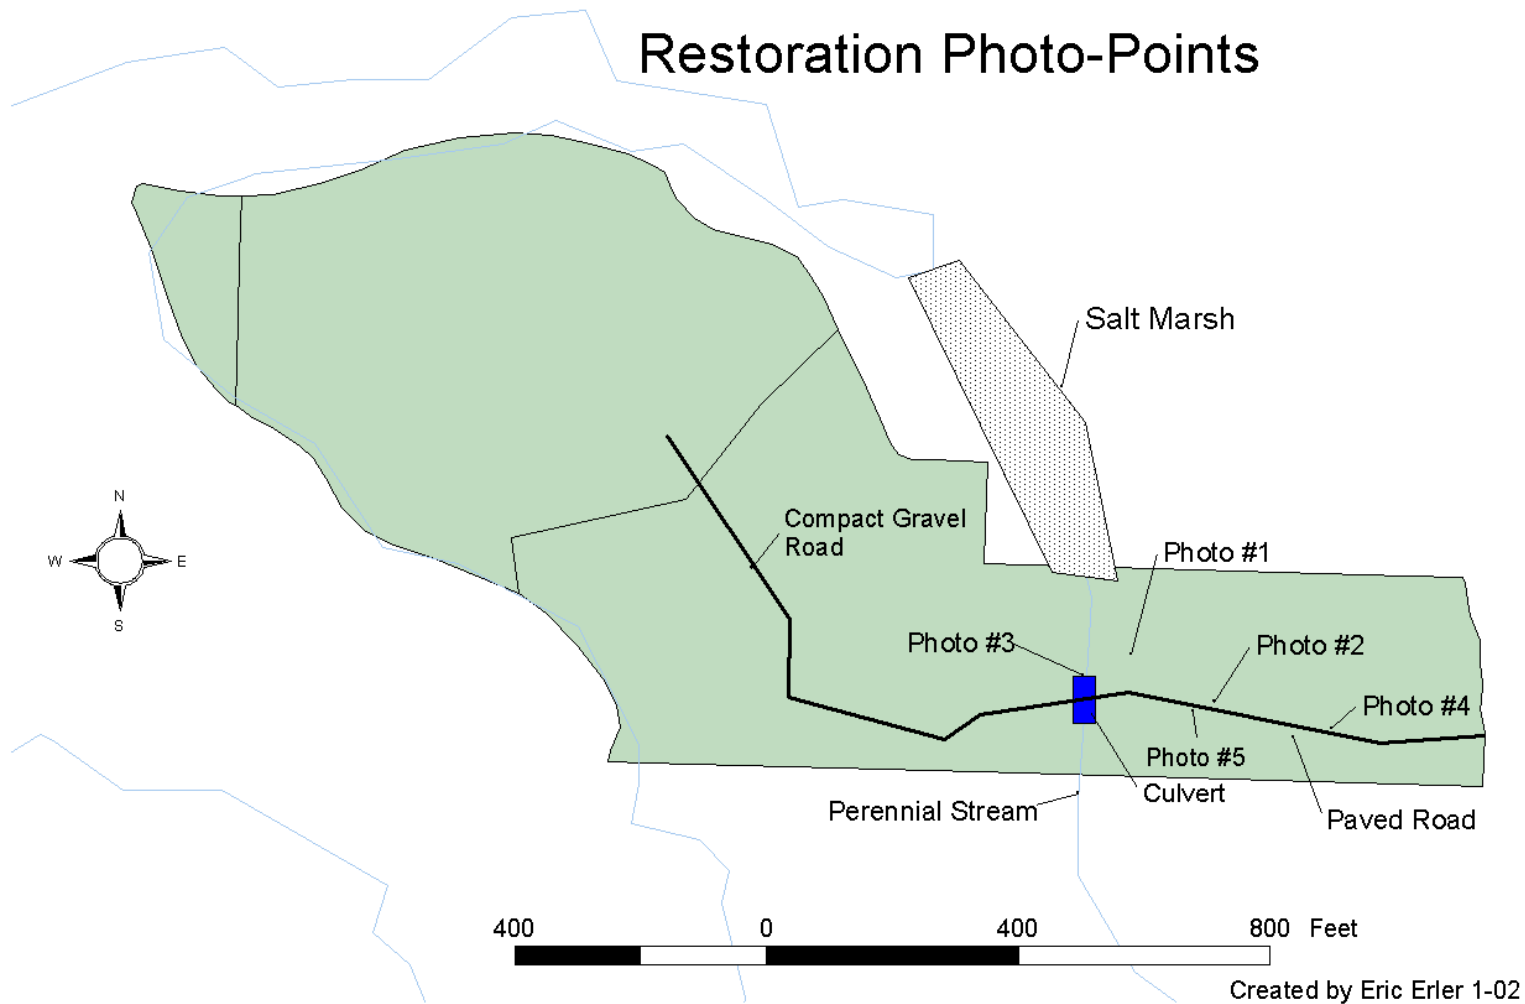 Restoration Photo-Points
Salt Marsh
N
Compact Gravel
Road
W
E
Photo #1
S
Photo #3
Photo #2
Photo #4
Photo #5
Culvert
Perennial Stream
Paved Road
400 0 400 800 Feet
Created by Eric Erler 1-02